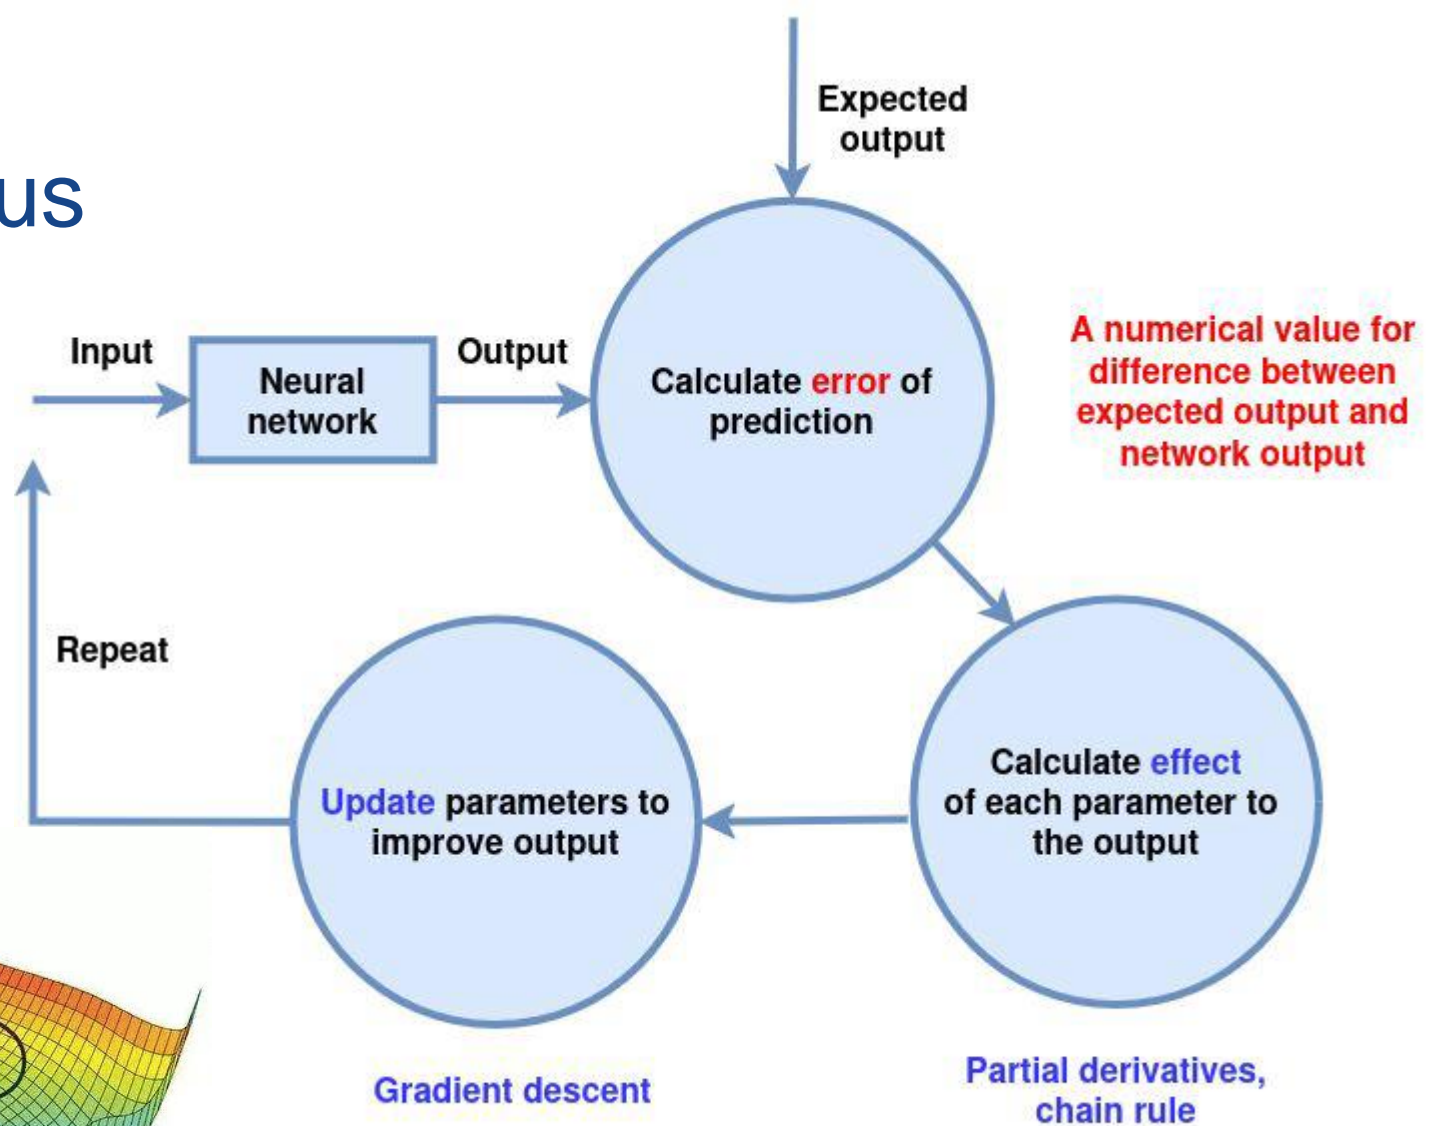 us
Expected
output
Input
Neural
network
Output
Calculate error of
prediction
A numerical value for
difference between
expected output and
network output
Repeat
Update parameters to
improve output
Calculate effect
of each parameter to
the output
Gradient descent
Partial derivatives,
chain rule